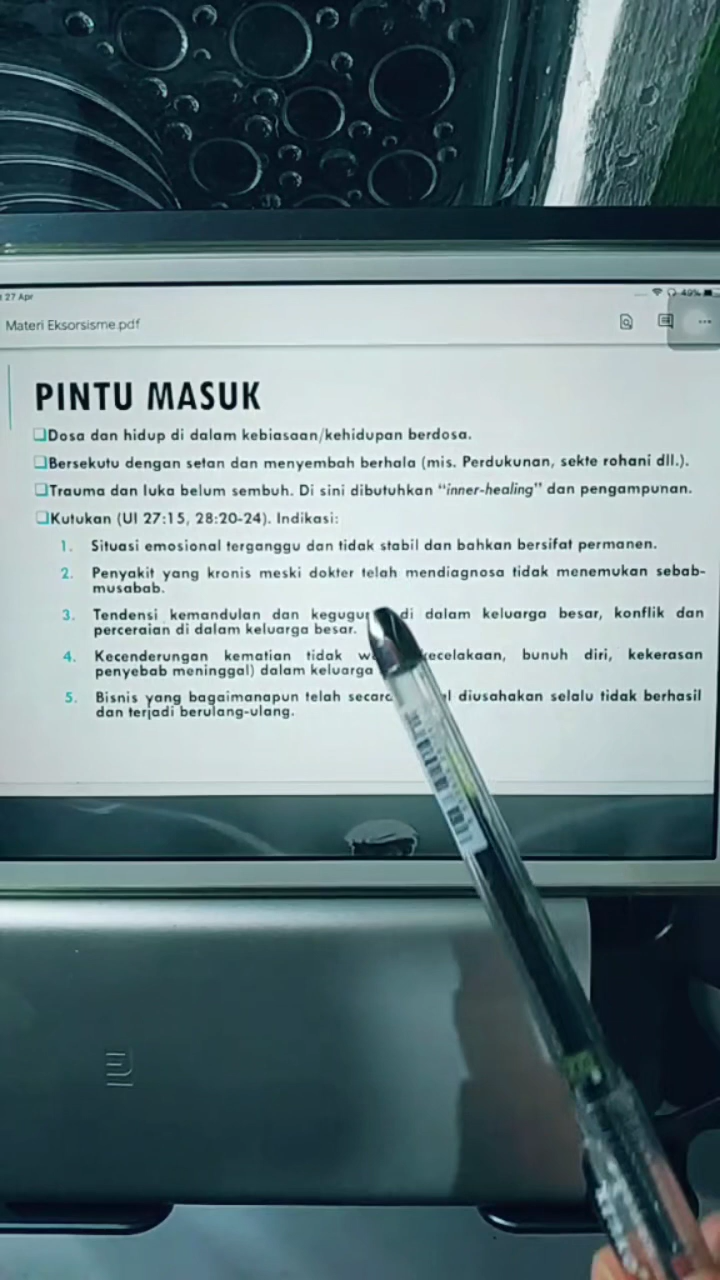 27 Apr
49%
Materi Eksorsisme.pdf
PINTU MASUK
❑Dosa dan hidup di dalam kebiasaan/kehidupan berdosa.
❑Bersekutu dengan setan dan menyembah berhala (mis. Perdukunan, sekte rohani dll.).
❑Trauma dan luka belum sembuh. Di sini dibutuhkan “inner-healing” dan pengampunan.
❑Kutukan (Ul 27:15, 28:20-24). Indikasi:
1. Situasi emosional terganggu dan tidak stabil dan bahkan bersifat permanen.
2. Penyakit yang kronis meski dokter telah mendiagnosa tidak menemukan sebab-
musabab.
3. Tendensi kemandulan dan di dalam keluarga besar, konflik dan
perceraian di dalam keluarga besar.
4. Kecenderungan kematian tidak kecelakaan, bunuh diri, kekerasan
penyebab meninggal) dalam keluarga
5. Bisnis yang bagaimanapun telah diusahakan selalu tidak berhasil
dan terjadi berulang-ulang.